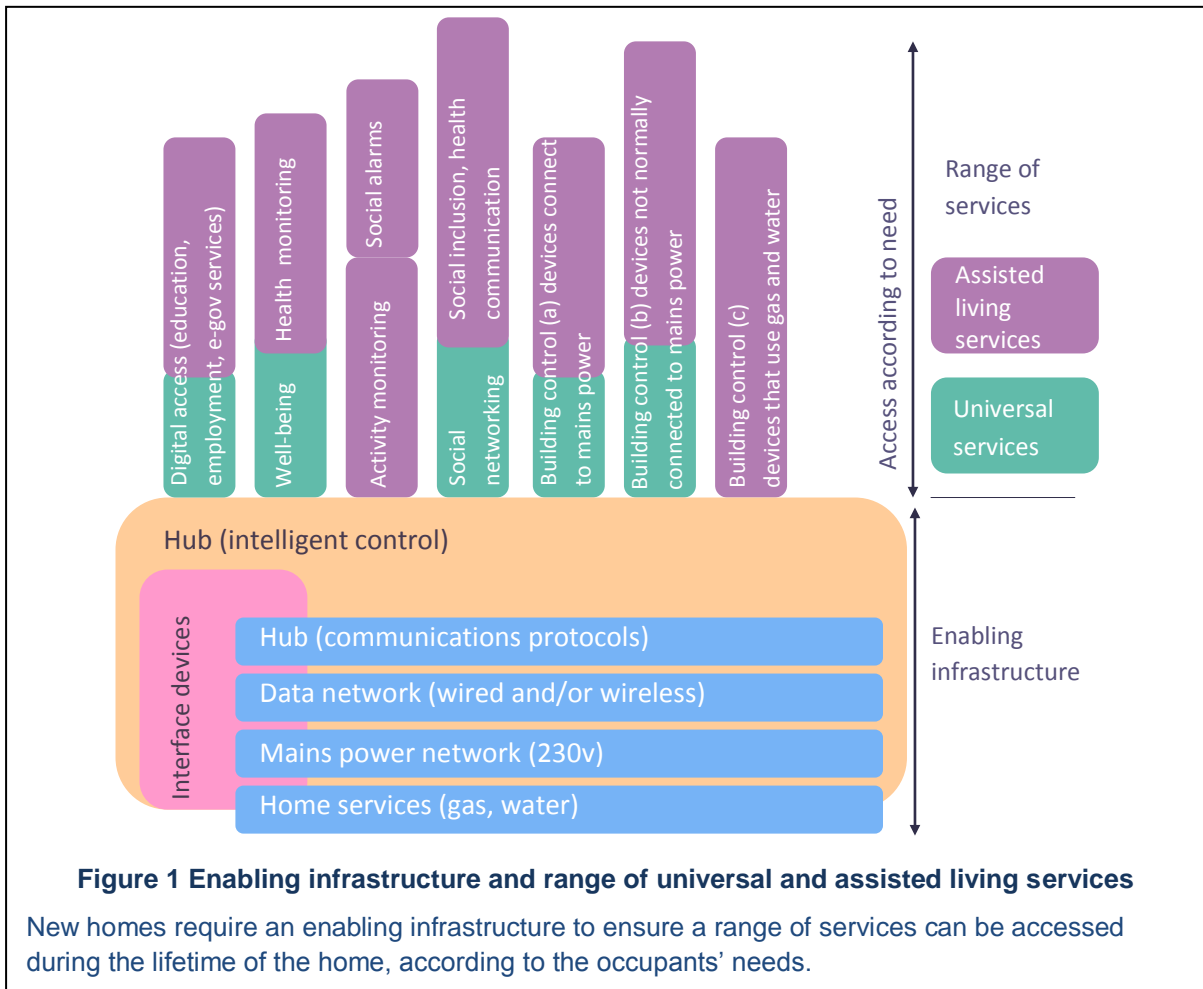 Digital access (education,
employment, e-gov services)
Well-being
Health monitoring
Activity monitoring
Social alarms
Social
networking
Social inclusion, health
communication
Building control (a) devices connect
to mains power
Building control (b) devices not normally
connected to mains power
Building control (c)
devices that use gas and water
Access according to need
Range of
services
Assisted
living
services
Universal
services
Hub (intelligent control)
Interface devices
Hub (communications protocols)
Data network (wired and/or wireless)
Mains power network (230v)
Home services (gas, water)
Enabling
infrastructure
Figure 1 Enabling infrastructure and range of universal and assisted living services
New homes require an enabling infrastructure to ensure a range of services can be accessed
during the lifetime of the home, according to the occupants’ needs.